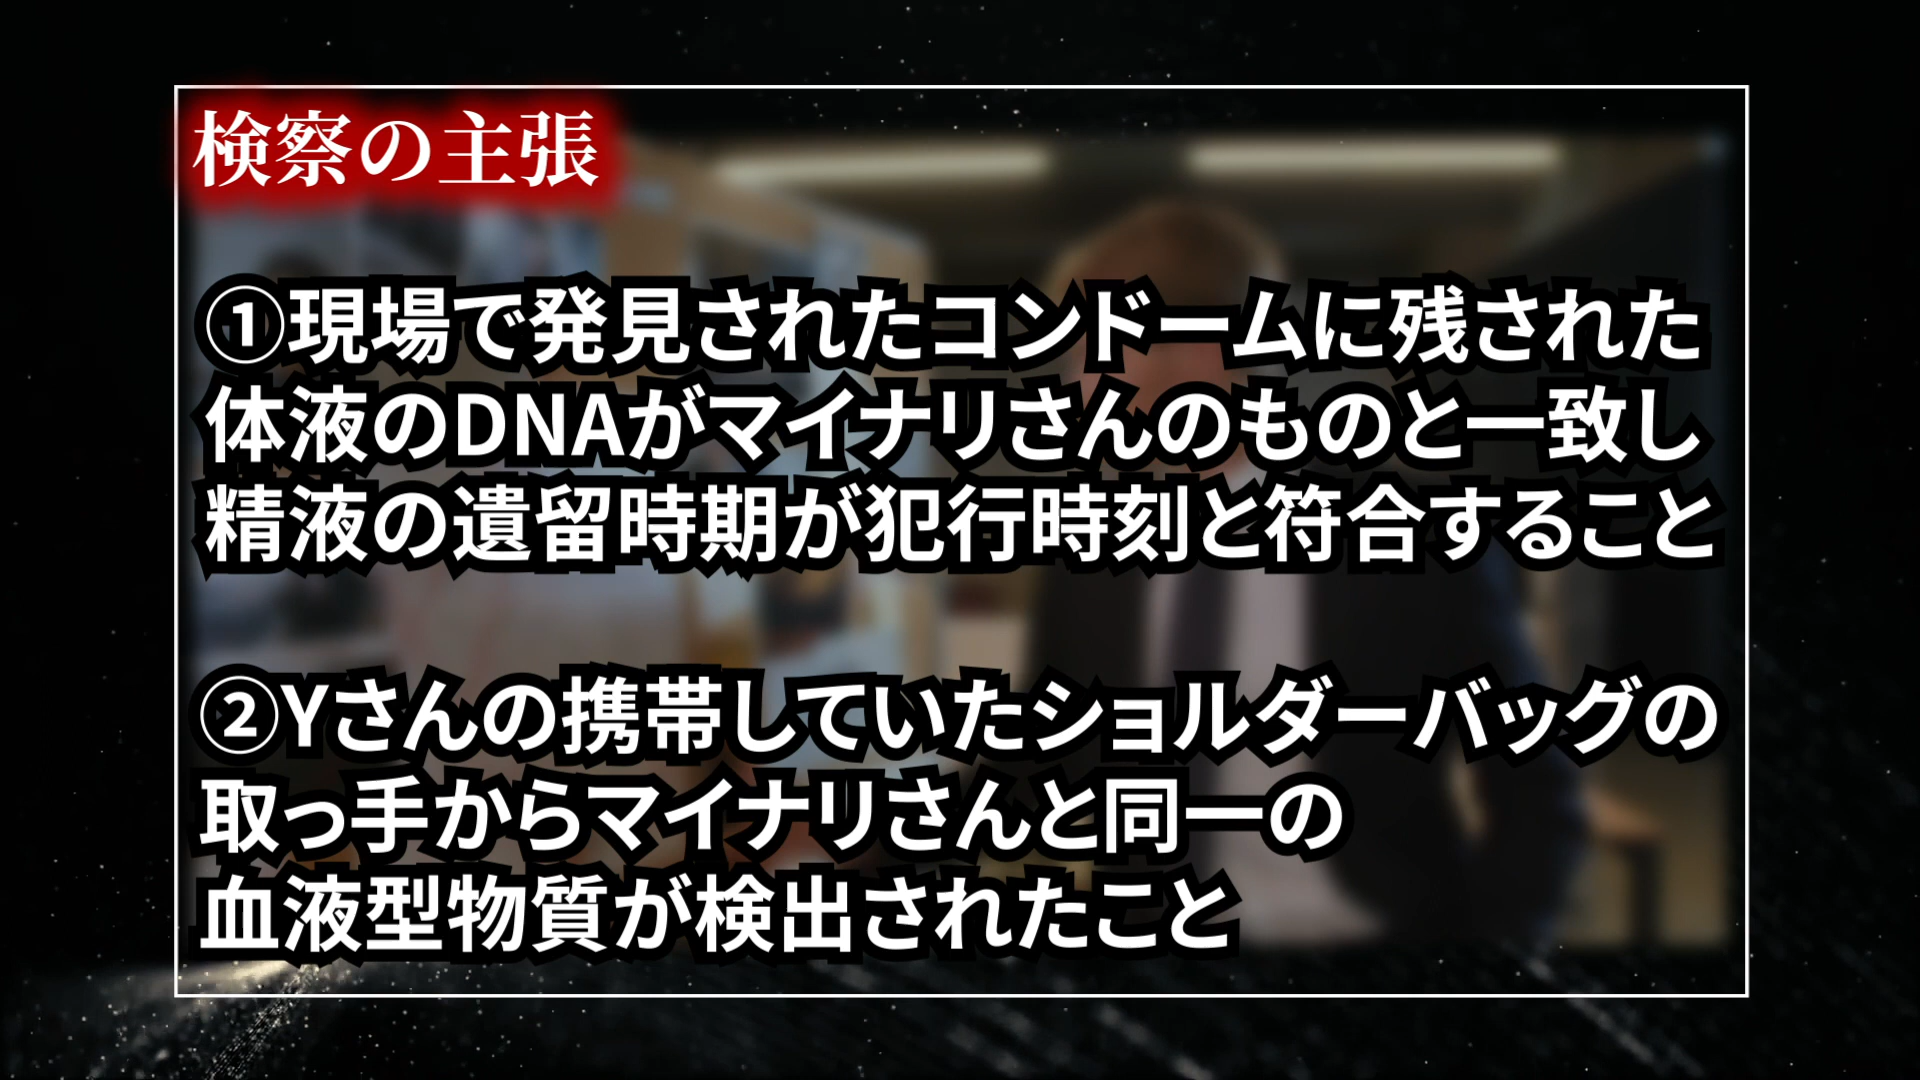 検察の主張
①現場で発見されたコンドームに残された
体液のDNAがマイナリさんのものと一致し
精液の遺留時期が犯行時刻と符合すること
②Yさんの携帯していたショルダーバッグの
取っ手からマイナリさんと同一の
血液型物質が検出されたこと